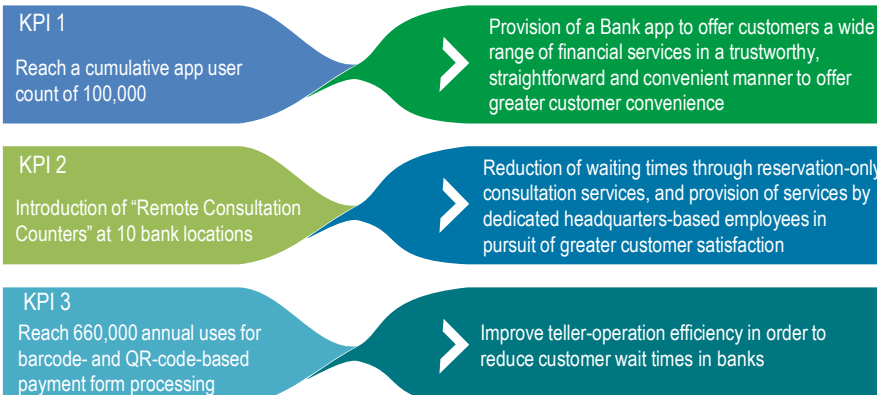 KPI 1
Reach a cumulative app user
count of 100,000
Provision of a Bank app to offer customers a wide
range of financial services in a trustworthy,
straightforward and convenient manner to offer
greater customer convenience
KPI 2
Introduction of “Remote Consultation
Counters” at 10 bank locations
Reduction of waiting times through reservation-only
consultation services, and provision of services by
dedicated headquarters-based employees in
pursuit of greater customer satisfaction
KPI 3
Reach 660,000 annual uses for
barcode- and QR-code-based
payment form processing
Improve teller-operation efficiency in order to
reduce customer wait times in banks